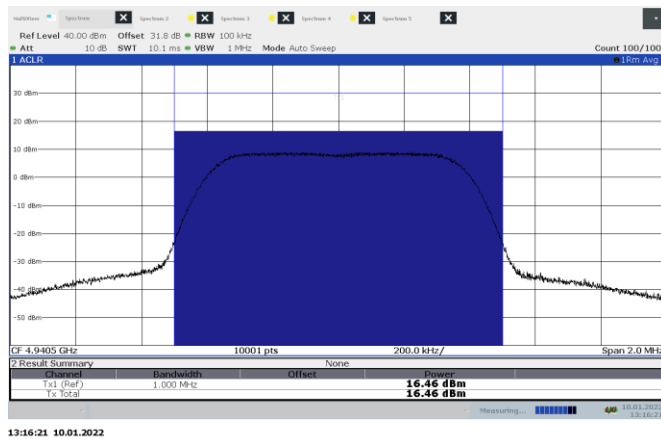 MultiView Spectrum X Spectrum 2 X Spectrum 3 X Spectrum 4 X Spectrum 5 X
Ref Level 40.00 dBm Offset 31.8 dB RBW 100 kHz
Att 10 dB SWT 10.1 ms VBW 1 MHz Mode Auto Sweep Count 100/100
1 ACLR 1Rm Avg
30 dBm
20 dBm
10 dBm
0 dBm
-10 dBm
-20 dBm
-30 dBm
-40 dBm
-50 dBm
CF 4.9405 GHz 10001 pts 200.0 kHz/ Span 2.0 MHz
2 Result Summary None
Channel Bandwidth Offset Power
Tx1 (Ref) 1.000 MHz 16.46 dBm
Tx Total 16.46 dBm
Measuring... 10.01.2022
13:16:21
13:16:21 10.01.2022